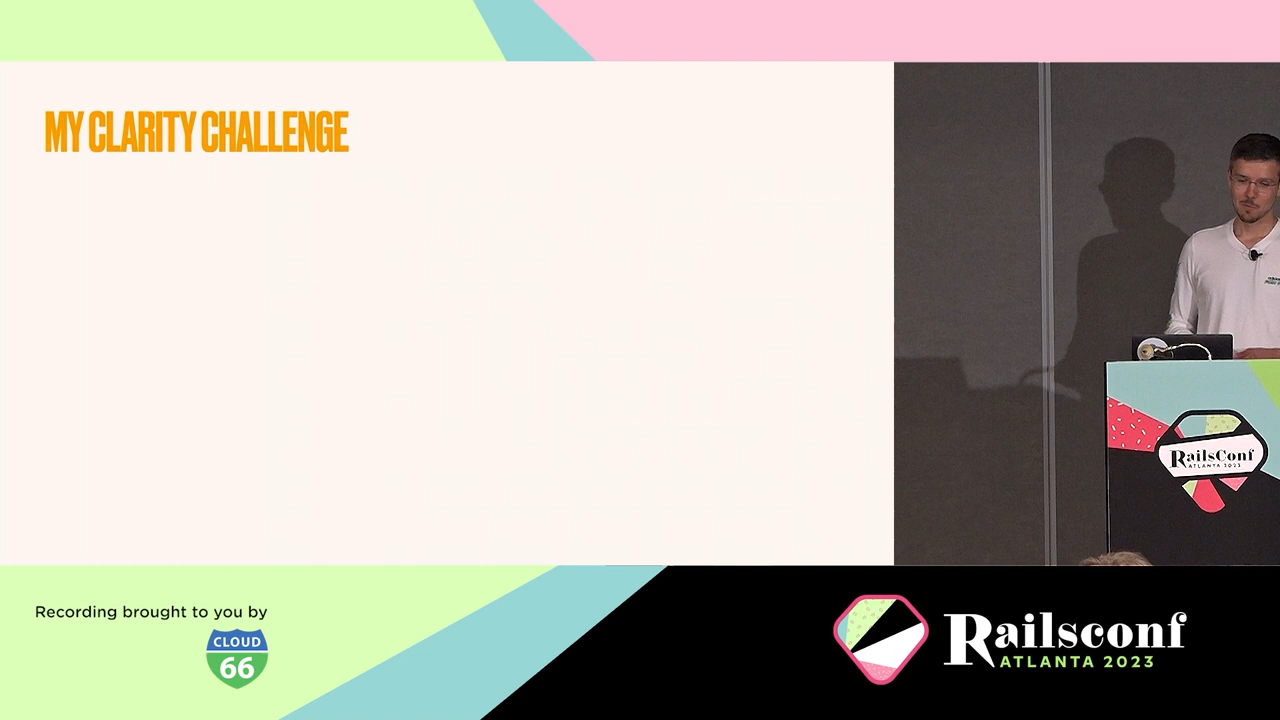 MY CLARITY CHALLENGE
RailsConf
ATLANTA 2023
Recording brought to you by
CLOUD
66
Railsconf
ATLANTA 2023